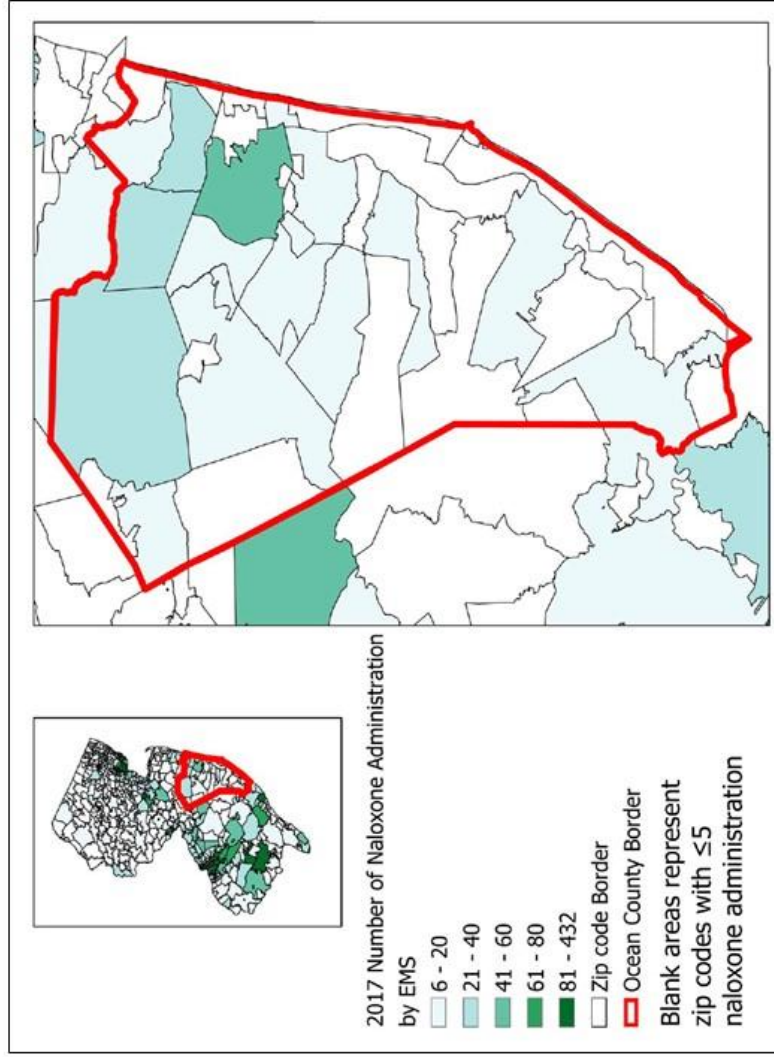 2017 Number of Naloxone Administration
by EMS
6 - 20
21 - 40
41 - 60
61 - 80
81 - 432
Zip code Border
Ocean County Border
Blank areas represent
zip codes with ≤5
naloxone administration